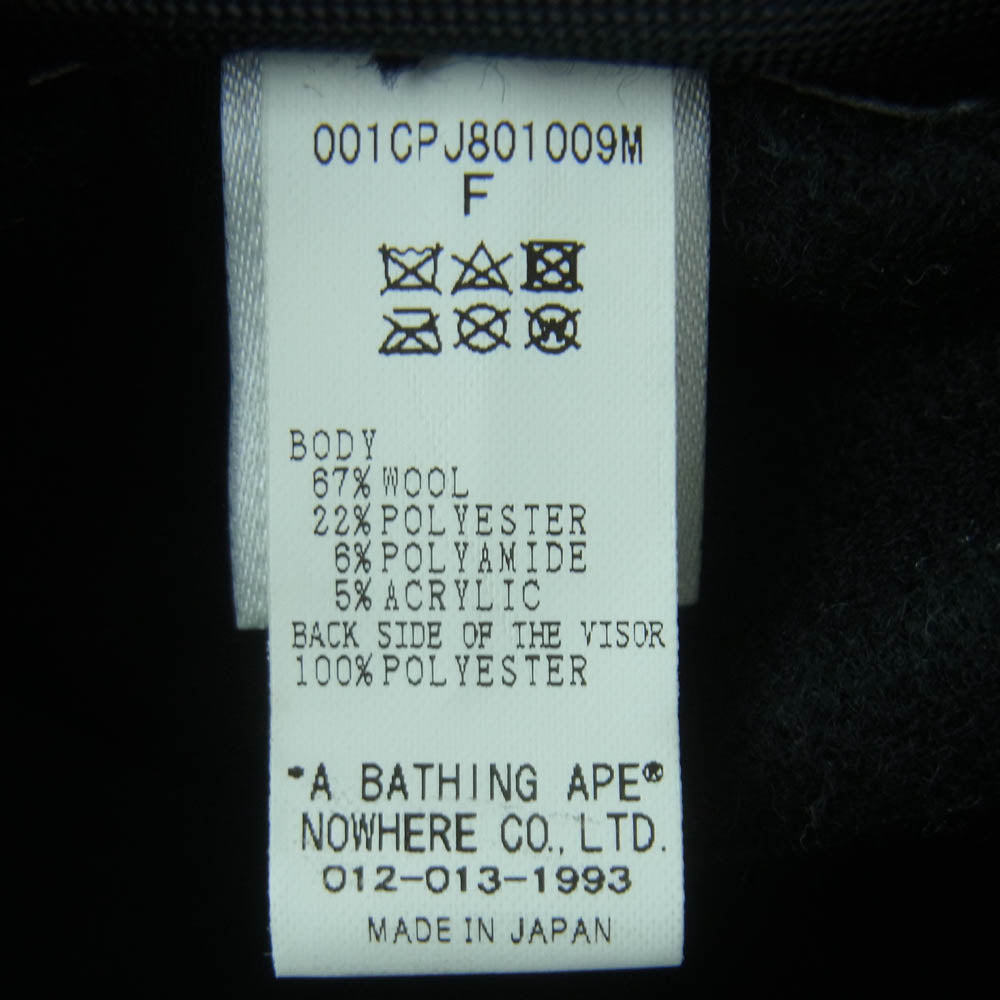 001CPJ801009M
F
BODY
67% WOOL
22% POLYESTER
6% POLYAMIDE
5% ACRYLIC
BACK SIDE OF THE VISOR
100% POLYESTER
"A BATHING APE®
NOWHERE CO., LTD.
012-013-1993
MADE IN JAPAN